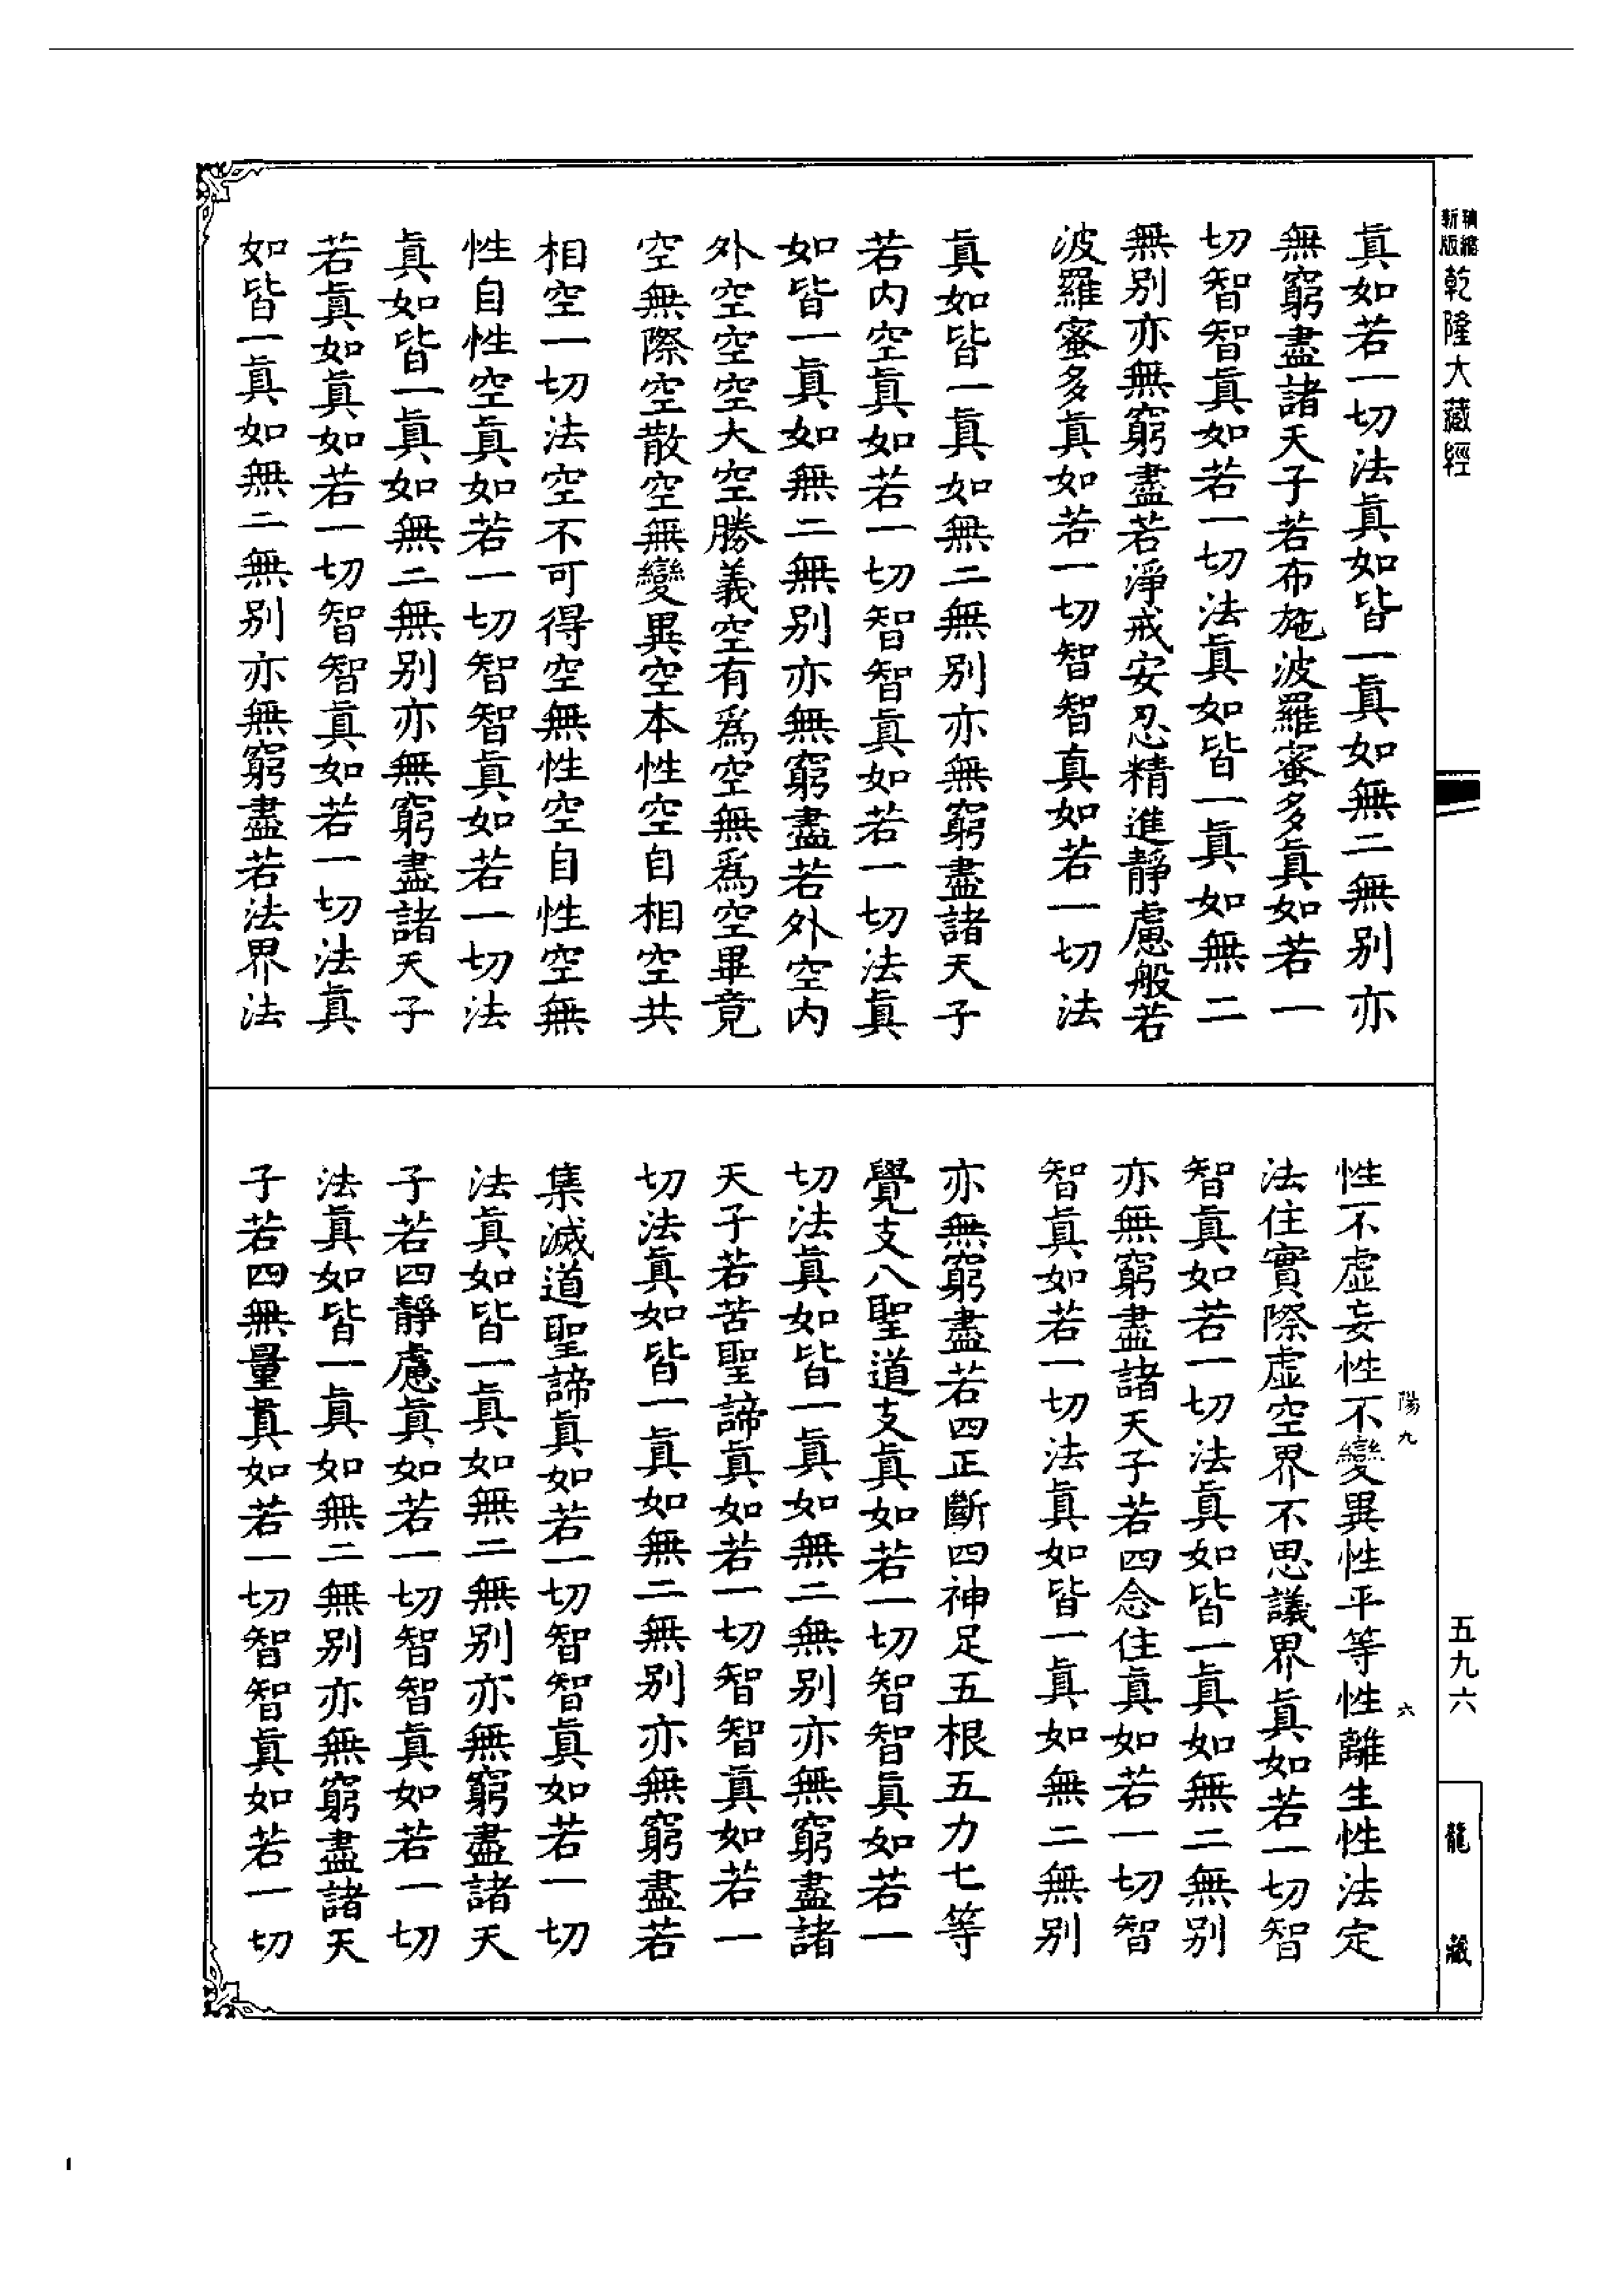 新版精縮乾隆大藏經
真如若一切法真如皆一真如無二無别亦
無窮盡諸天子若布施波羅蜜多真如若一
切智智真如若一切法真如皆一真如無二
無别亦無窮盡若淨戒安忍精進靜慮般若
波羅蜜多真如若一切智智真如若一切法
真如皆一真如無二無别亦無窮盡諸天子
若内空真如若一切智智真如若一切法真
如皆一真如無二無别亦無窮盡若外空内
外空空空大空勝義空有為空無為空畢竟
空無際空散空無變異空本性空自相空共
相空一切法空不可得空無性空自性空無
性自性空真如若一切智智真如若一切法
真如皆一真如無二無别亦無窮盡諸天子
若真如真如若一切智智真如若一切法真
如皆一真如無二無别亦無窮盡若法界法
陽九
六
性不虚妄性不變異性平等性離生性法定
法住實際虚空界不思議界真如若一切智
智真如若一切法真如皆一真如無二無别
亦無窮盡諸天子若四念住真如若一切智
智真如若一切法真如皆一真如無二無别
亦無窮盡若四正斷四神足五根五力七等
覺支八聖道支真如若一切智智真如若一
切法真如皆一真如無二無别亦無窮盡諸
天子若苦聖諦真如若一切智智真如若一
切法真如皆一真如無二無别亦無窮盡若
集滅道聖諦真如若一切智智真如若一切
法真如皆一真如無二無别亦無窮盡諸天
子若四靜慮真如若一切智智真如若一切
法真如皆一真如無二無别亦無窮盡諸天
子若四無量真如若一切智智真如若一切
五九六
龍藏